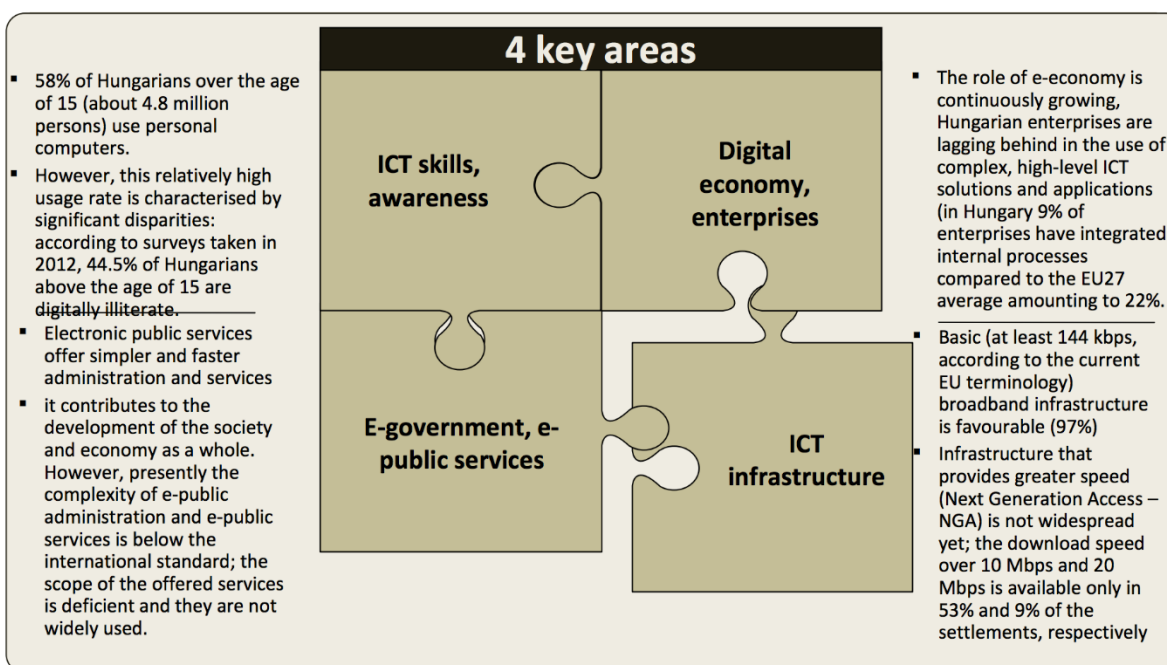 4 key areas
▪ 58% of Hungarians over the age
of 15 (about 4.8 million
persons) use personal
computers.
▪ However, this relatively high
usage rate is characterised by
significant disparities:
according to surveys taken in
2012, 44.5% of Hungarians
above the age of 15 are
digitally illiterate.
▪ Electronic public services
offer simpler and faster
administration and services
▪ it contributes to the
development of the society
and economy as a whole.
However, presently the
complexity of e-public
administration and e-public
services is below the
international standard; the
scope of the offered services
is deficient and they are not
widely used.
ICT skills,
awareness
Digital
economy,
enterprises
E-government, e-
public services
ICT
infrastructure
▪ The role of e-economy is
continuously growing,
Hungarian enterprises are
lagging behind in the use of
complex, high-level ICT
solutions and applications
(in Hungary 9% of
enterprises have integrated
internal processes
compared to the EU27
average amounting to 22%.
▪ Basic (at least 144 kbps,
according to the current
EU terminology)
broadband infrastructure
is favourable (97%)
▪ Infrastructure that
provides greater speed
(Next Generation Access –
NGA) is not widespread
yet; the download speed
over 10 Mbps and 20
Mbps is available only in
53% and 9% of the
settlements, respectively